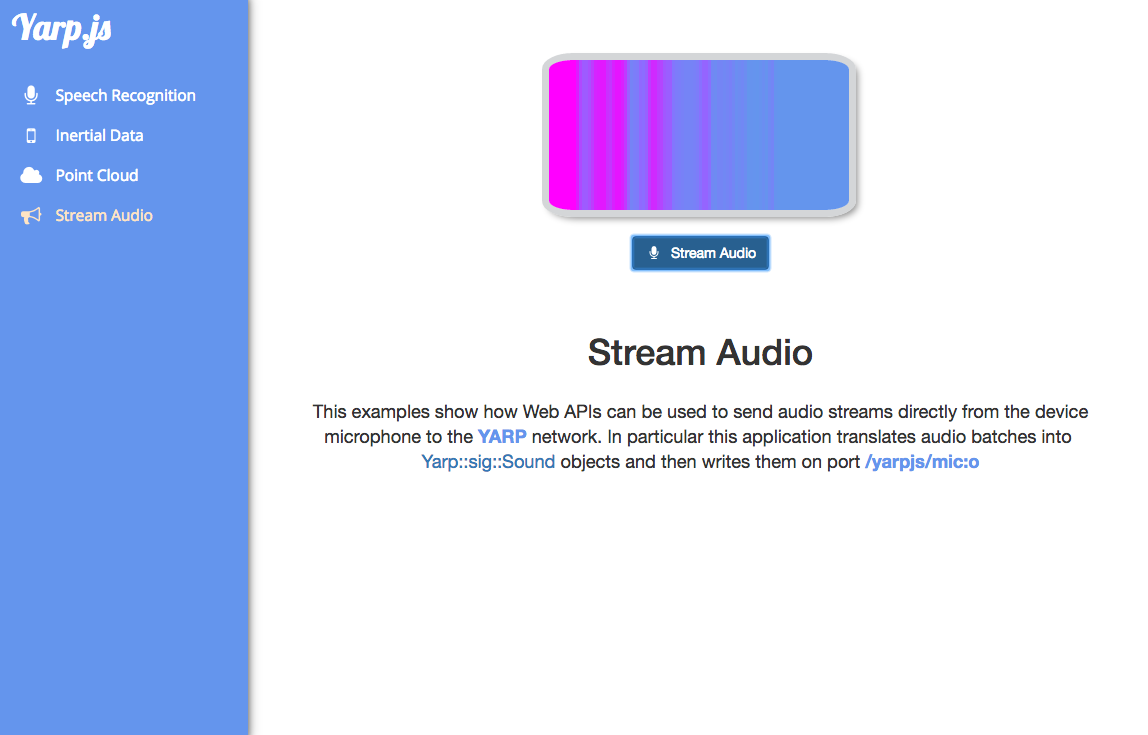 Yarp.js
Speech Recognition
Inertial Data
Point Cloud
Stream Audio
Stream Audio
Stream Audio
This examples show how Web APIs can be used to send audio streams directly from the device
microphone to the YARP network. In particular this application translates audio batches into
Yarp::sig::Sound objects and then writes them on port /yarpjs/mic:o